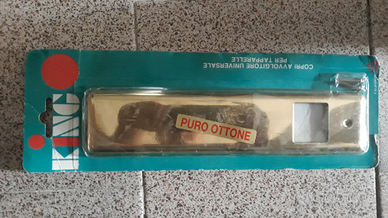 KING
COPRI AVVOLGITORE UNIVERSALE
PER TAPPARELLE
PURO OTTONE